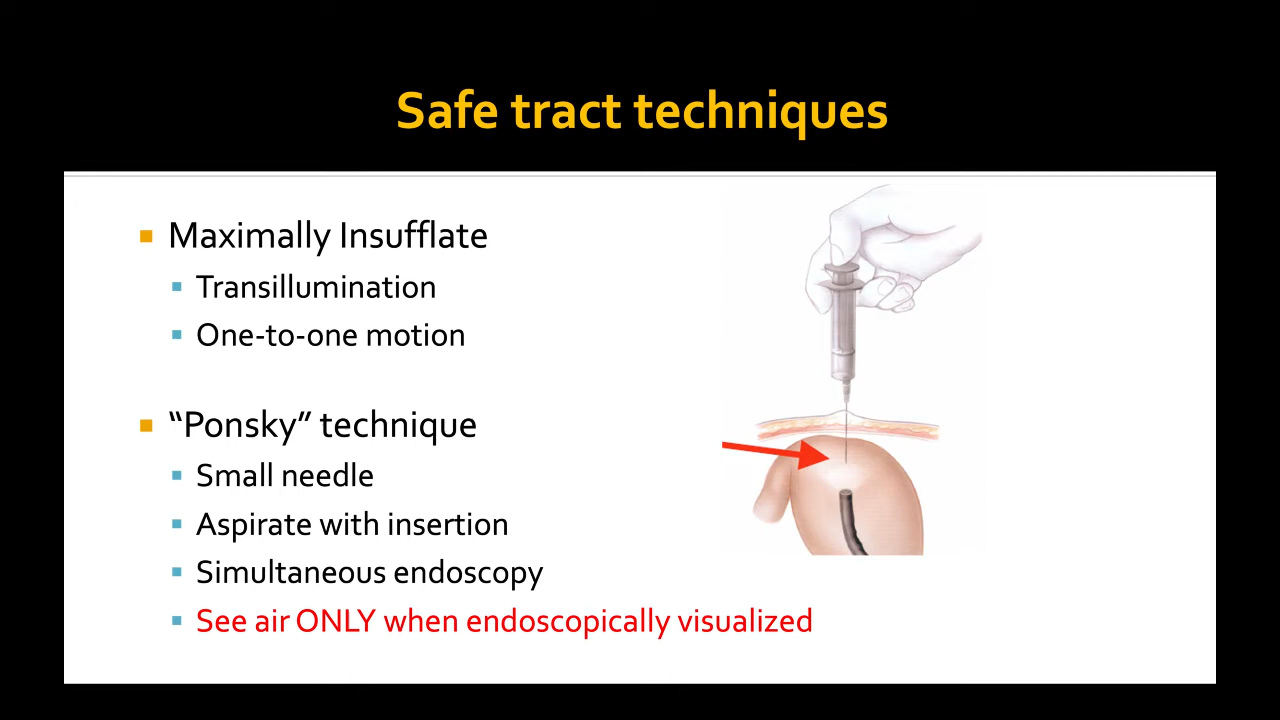 Safe tract techniques
Maximally Insufflate
Transillumination
One-to-one motion
“Ponsky” technique
Small needle
Aspirate with insertion
Simultaneous endoscopy
See air ONLY when endoscopically visualized